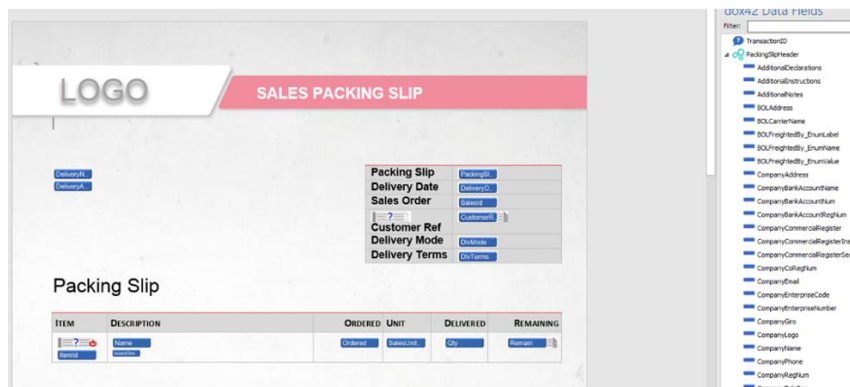 dox42 Data Fields
Filter:
TransactionID
PackingSlipHeader
AdditionalDeclarations
AdditionalInstructions
AdditionalNotes
BOLAddress
BOLCarrierName
BOLFreightedBy_EnumLabel
BOLFreightedBy_EnumName
BOLFreightedBy_EnumValue
CompanyAddress
CompanyBankAccountName
CompanyBankAccountNum
CompanyBankAccountRegNum
CompanyCommercialRegister
CompanyCommercialRegisterIns
CompanyCommercialRegisterSec
CompanyCoRegNum
CompanyEmail
CompanyEnterpriseCode
CompanyEnterpriseNumber
CompanyGiro
CompanyLogo
CompanyName
CompanyPhone
CompanyRegNum
LOGO
SALES PACKING SLIP
DeliveryN..
DeliveryA..
Packing Slip PackingSl..
Delivery Date DeliveryD..
Sales Order SalesId
? CustomerR..
Customer Ref
Delivery Mode DlvMode
Delivery Terms DlvTerms
Packing Slip
ITEM DESCRIPTION ORDERED UNIT DELIVERED REMAINING
? Name Ordered SalesUnit.. Qty Remain
ItemId